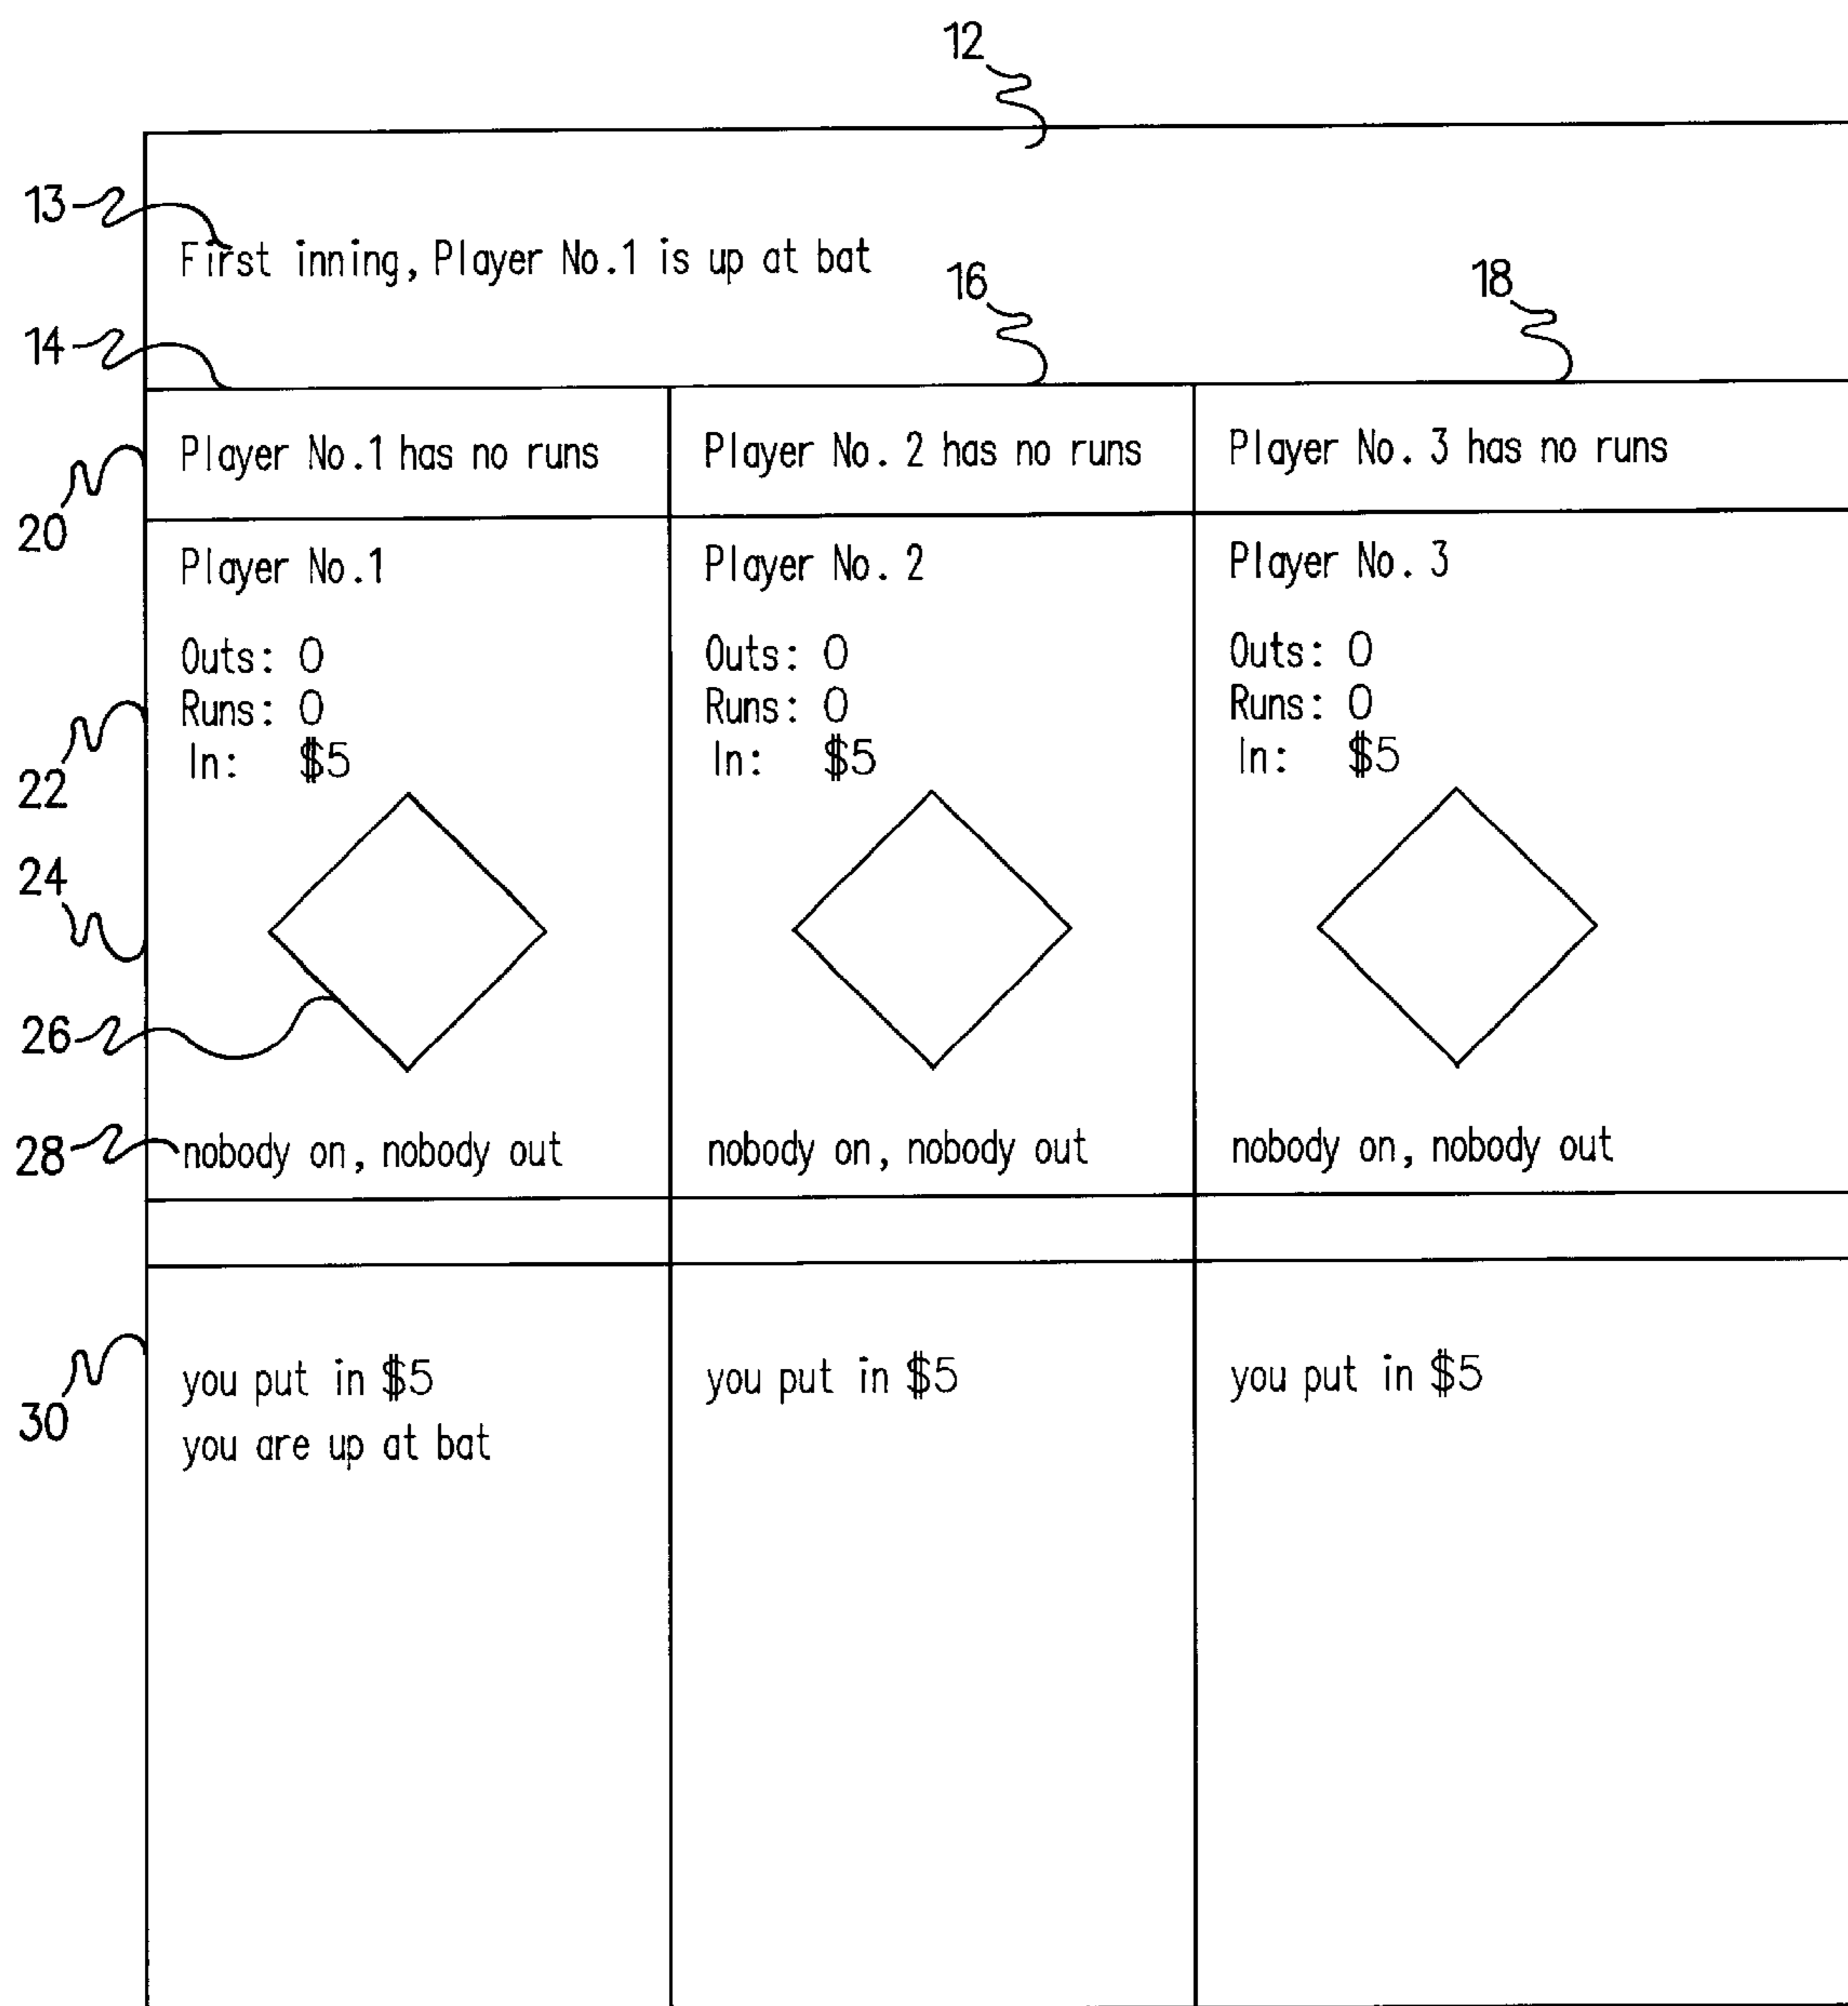 12
13
First inning, Player No.1 is up at bat
16
18
14
Player No.1 has no runs
Player No. 2 has no runs
Player No. 3 has no runs
20
Player No.1
Outs: 0
Runs: 0
In: $5
Player No. 2
Outs: 0
Runs: 0
In: $5
Player No. 3
Outs: 0
Runs: 0
In: $5
22
24
26
28
nobody on, nobody out
nobody on, nobody out
nobody on, nobody out
30
you put in $5
you are up at bat
you put in $5
you put in $5